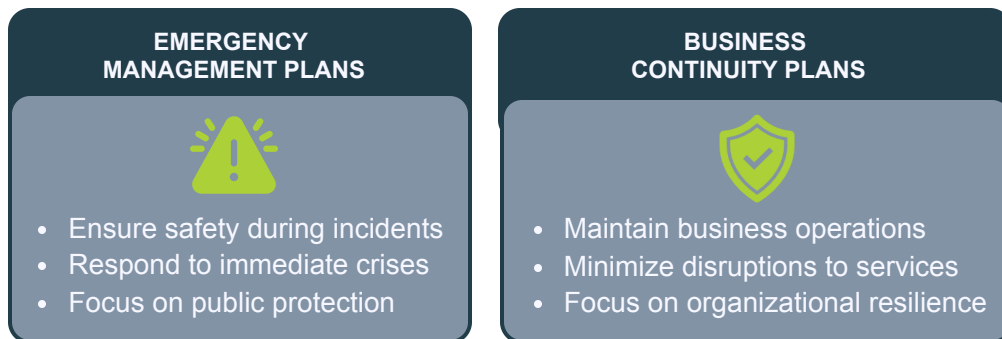 EMERGENCY
MANAGEMENT PLANS
• Ensure safety during incidents
• Respond to immediate crises
• Focus on public protection
BUSINESS
CONTINUITY PLANS
• Maintain business operations
• Minimize disruptions to services
• Focus on organizational resilience